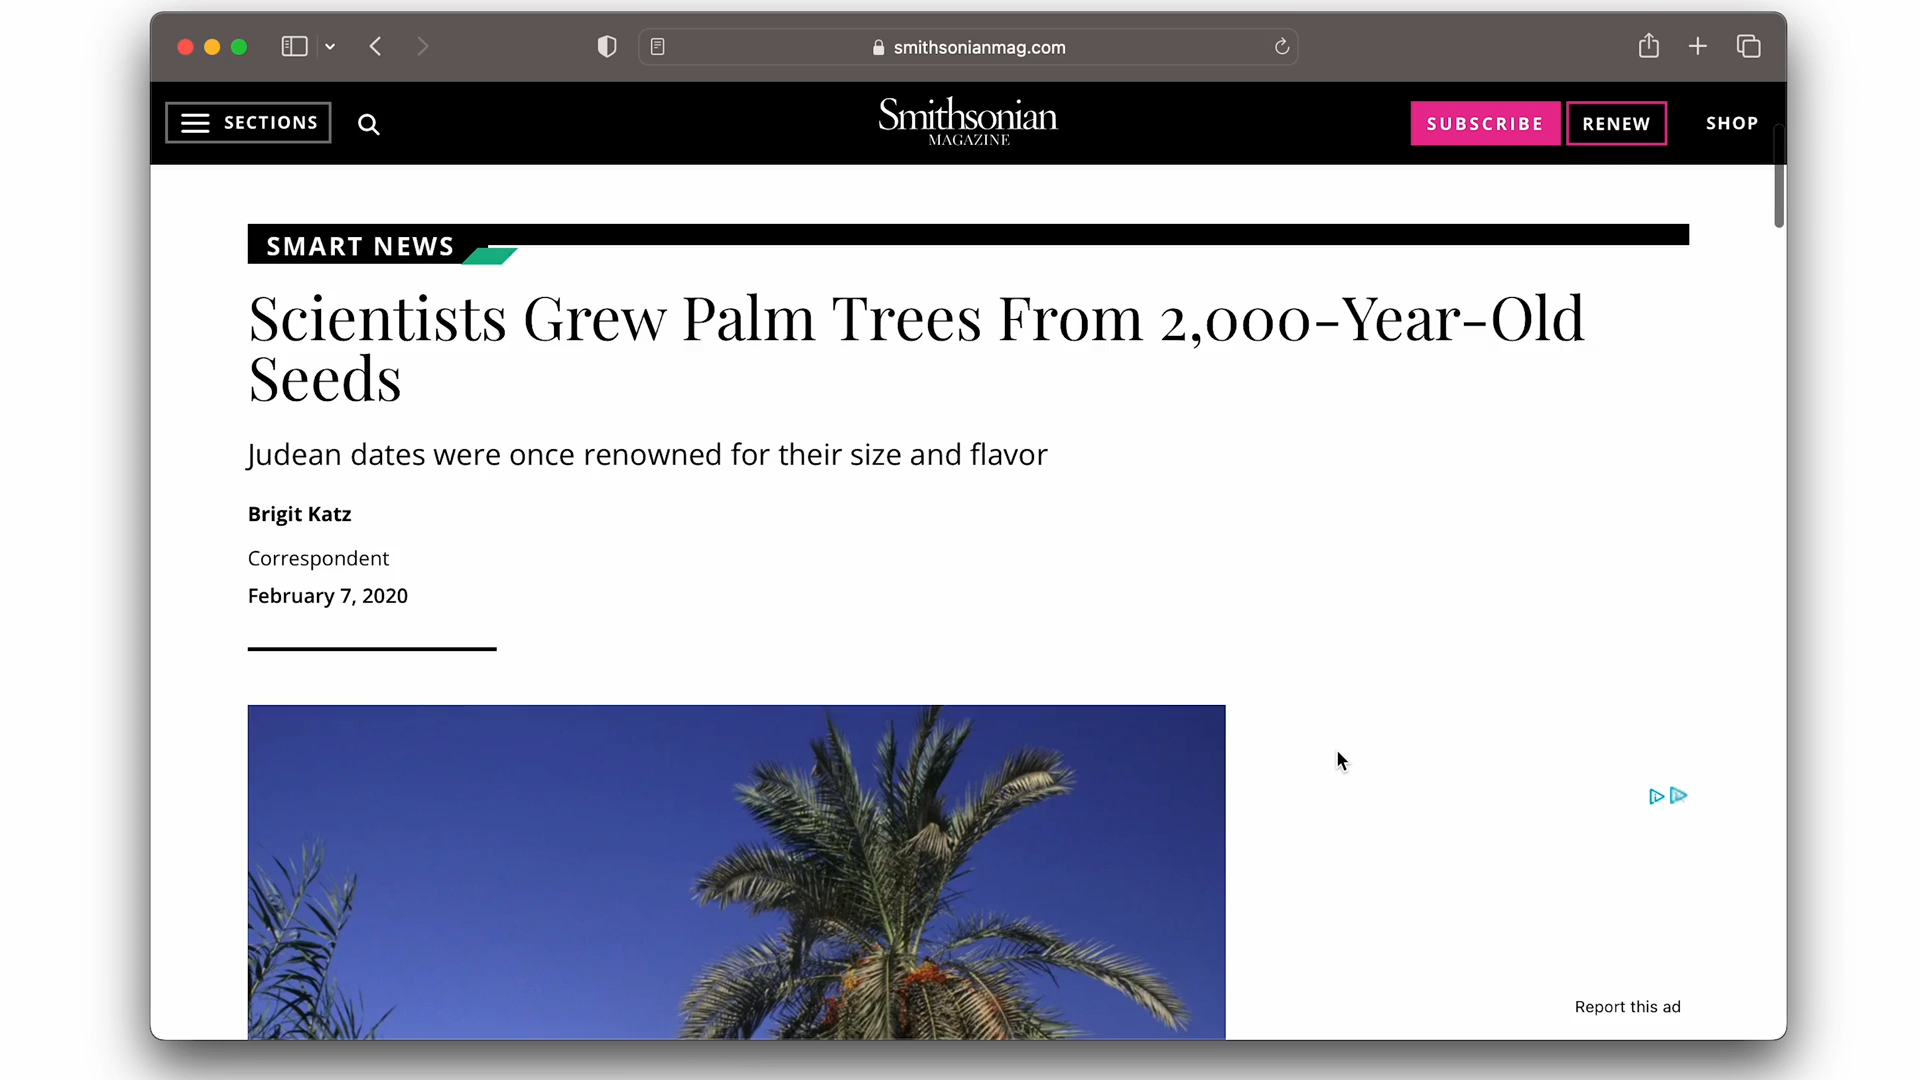 smithsonianmag.com
SECTIONS
Smithsonian
MAGAZINE
SUBSCRIBE
RENEW
SHOP
SMART NEWS
Scientists Grew Palm Trees From 2,000-Year-Old
Seeds
Judean dates were once renowned for their size and flavor
Brigit Katz
Correspondent
February 7, 2020
Report this ad